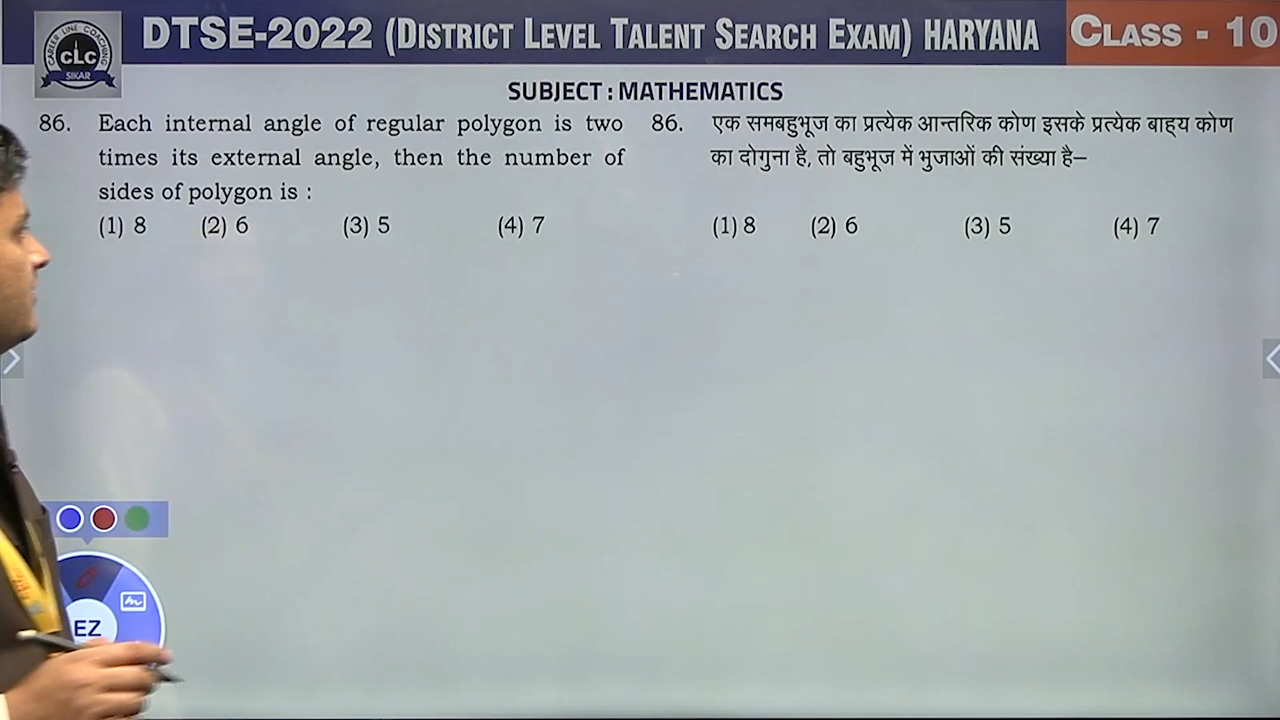 DTSE-2022 (DISTRICT LEVEL TALENT SEARCH EXAM) HARYANA
CLASS - 10
CAREER LINE COACHING
CLC
SIKAR
SUBJECT : MATHEMATICS
86. Each internal angle of regular polygon is two
times its external angle, then the number of
sides of polygon is :
(1) 8 (2) 6 (3) 5 (4) 7
86. एक समबहुभूज का प्रत्येक आन्तरिक कोण इसके प्रत्येक बाह्य कोण
का दोगुना है, तो बहुभूज में भुजाओं की संख्या है–
(1) 8 (2) 6 (3) 5 (4) 7
EZ